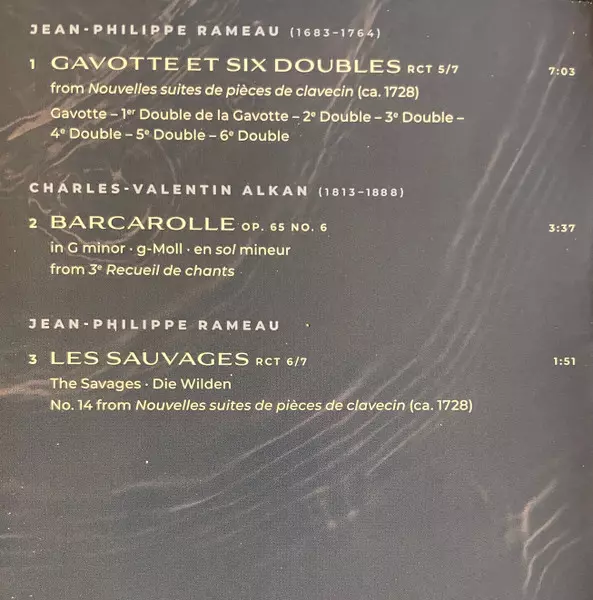 JEAN-PHILIPPE RAMEAU (1683–1764)
1 GAVOTTE ET SIX DOUBLES RCT 5/7 7:03
from Nouvelles suites de pièces de clavecin (ca. 1728)
Gavotte – 1er Double de la Gavotte – 2e Double – 3e Double –
4e Double – 5e Double – 6e Double
CHARLES-VALENTIN ALKAN (1813–1888)
2 BARCAROLLE OP. 65 NO. 6 3:37
in G minor · g-Moll · en sol mineur
from 3e Recueil de chants
JEAN-PHILIPPE RAMEAU
3 LES SAUVAGES RCT 6/7 1:51
The Savages · Die Wilden
No. 14 from Nouvelles suites de pièces de clavecin (ca. 1728)